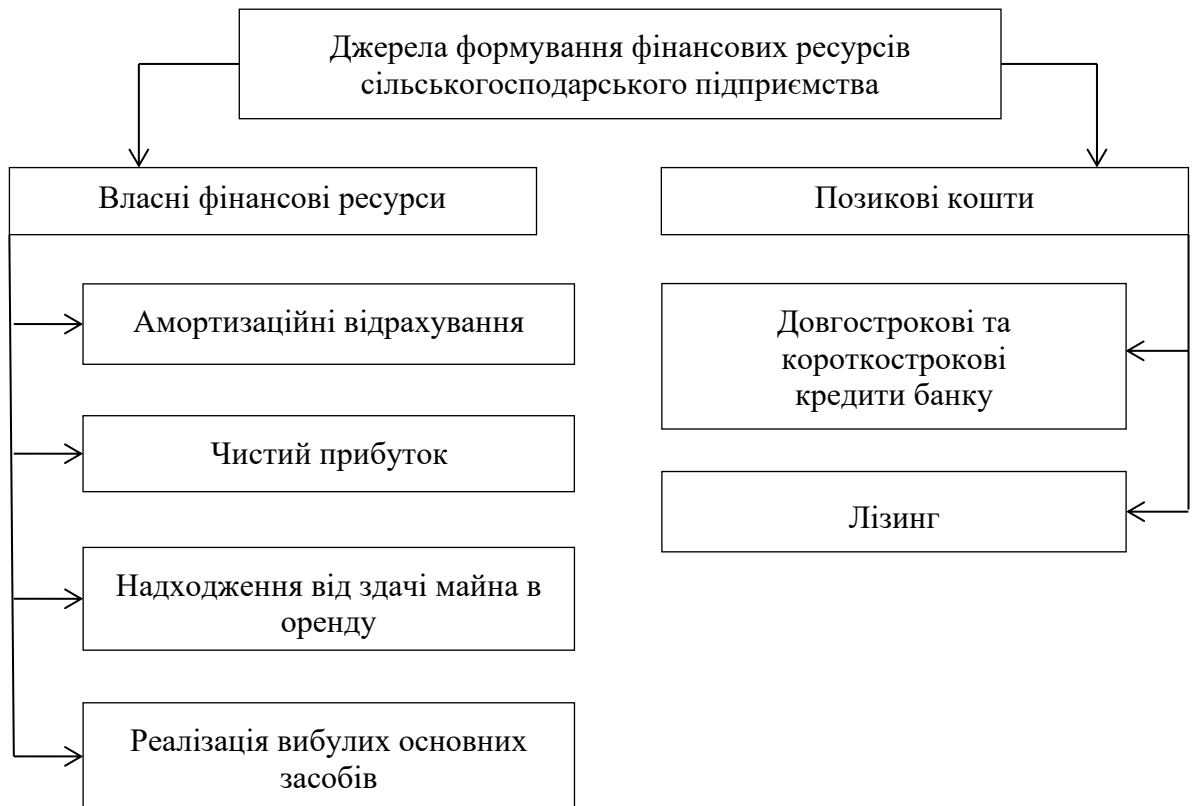 Джерела формування фінансових ресурсів
сільськогосподарського підприємства
Власні фінансові ресурси
Позикові кошти
Амортизаційні відрахування
Чистий прибуток
Надходження від здачі майна в
оренду
Реалізація вибулих основних
засобів
Довгострокові та
короткострокові
кредити банку
Лізинг